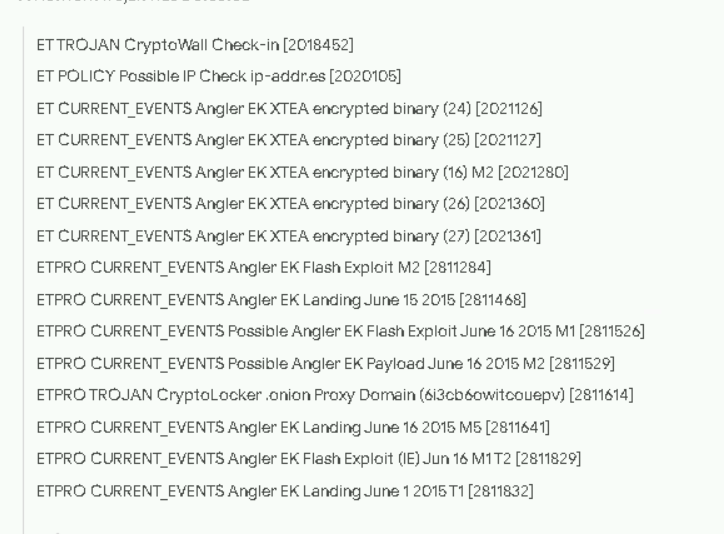 ET TROJAN CryptoWall Check-in [2018452]
ET POLICY Possible IP Check ip-addr.es [2020105]
ET CURRENT_EVENTS Angler EK XTEA encrypted binary (24) [2021126]
ET CURRENT_EVENTS Angler EK XTEA encrypted binary (25) [2021127]
ET CURRENT_EVENTS Angler EK XTEA encrypted binary (16) M2 [2021280]
ET CURRENT_EVENTS Angler EK XTEA encrypted binary (26) [2021360]
ET CURRENT_EVENTS Angler EK XTEA encrypted binary (27) [2021361]
ETPRO CURRENT_EVENTS Angler EK Flash Exploit M2 [2811284]
ETPRO CURRENT_EVENTS Angler EK Landing June 15 2015 [2811468]
ETPRO CURRENT_EVENTS Possible Angler EK Flash Exploit June 16 2015 M1 [2811526]
ETPRO CURRENT_EVENTS Possible Angler EK Payload June 16 2015 M2 [2811529]
ETPRO TROJAN CryptoLocker .onion Proxy Domain (6i3cb6owitcouepv) [2811614]
ETPRO CURRENT_EVENTS Angler EK Landing June 16 2015 M5 [2811641]
ETPRO CURRENT_EVENTS Angler EK Flash Exploit (IE) Jun 16 M1 T2 [2811829]
ETPRO CURRENT_EVENTS Angler EK Landing June 1 2015 T1 [2811832]